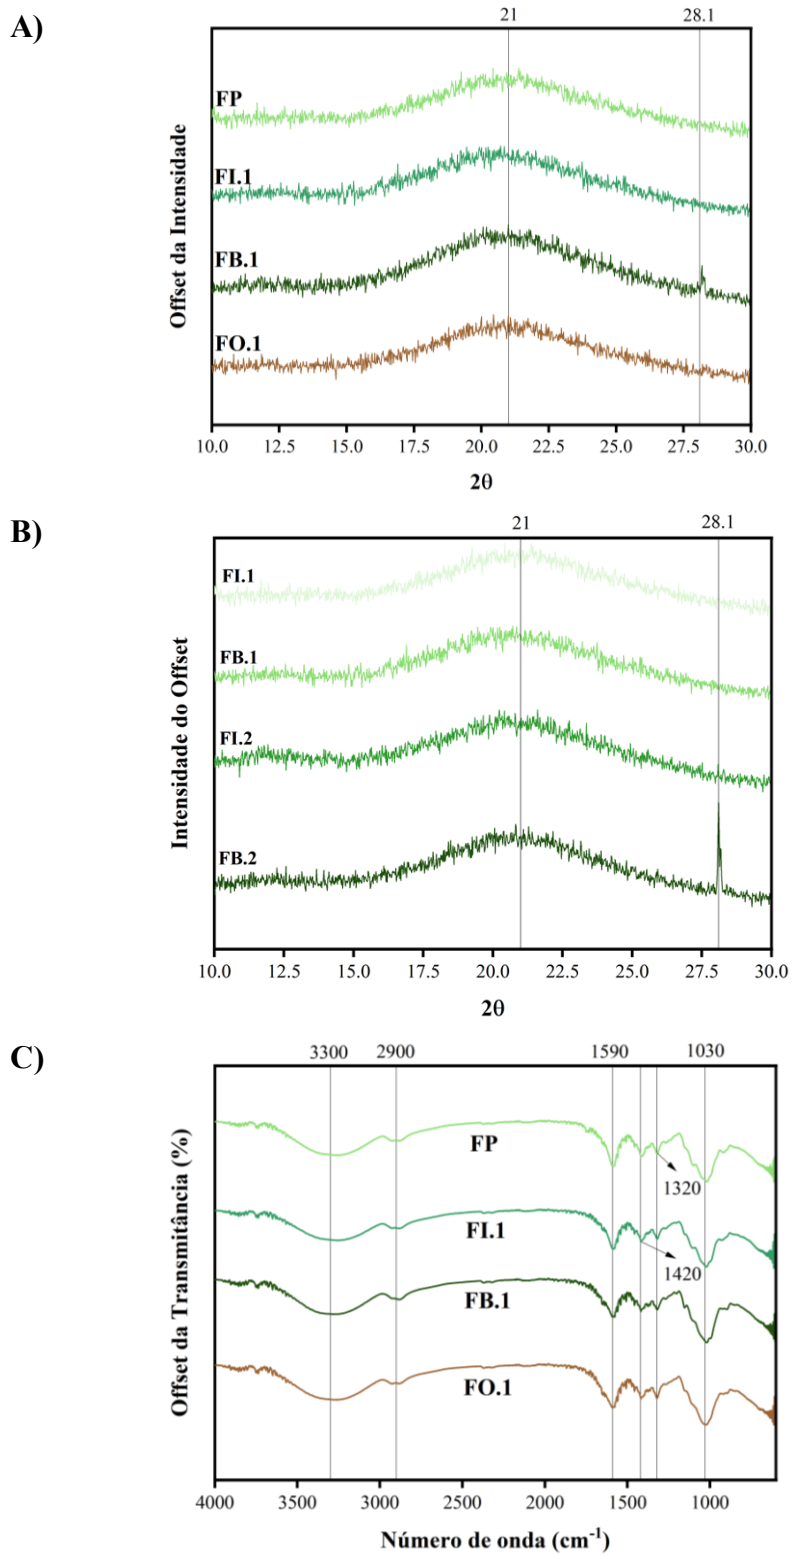 A)
21 28.1
FP
FI.1
FB.1
FO.1
Offset da Intensidade
10.0 12.5 15.0 17.5 20.0 22.5 25.0 27.5 30.0
2θ
B)
21 28.1
FI.1
FB.1
FI.2
FB.2
Intensidade do Offset
10.0 12.5 15.0 17.5 20.0 22.5 25.0 27.5 30.0
2θ
C)
3300 2900 1590 1030
FP
1320
FI.1
1420
FB.1
FO.1
Offset da Transmitância (%)
4000 3500 3000 2500 2000 1500 1000
Número de onda (cm⁻¹)